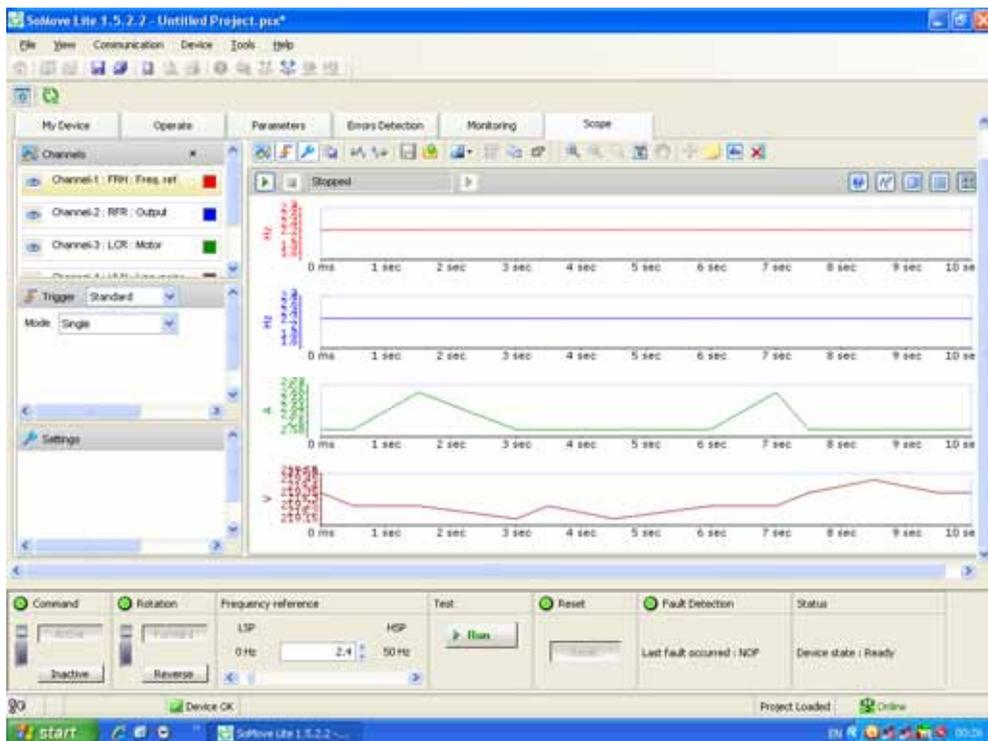 SoMove Lite 1.5.2.2 - Untitled Project.psx*
File View Communication Device Tools Help
My Device Operate Parameters Errors Detection Monitoring Scope
Channels
Channel-1 : FRH : Freq. ref
Channel-2 : RFR : Output
Channel-3 : LCR : Motor
Trigger Standard
Mode Single
Settings
Stopped
Hz
0 ms 1 sec 2 sec 3 sec 4 sec 5 sec 6 sec 7 sec 8 sec 9 sec 10 se
Hz
0 ms 1 sec 2 sec 3 sec 4 sec 5 sec 6 sec 7 sec 8 sec 9 sec 10 se
A
0 ms 1 sec 2 sec 3 sec 4 sec 5 sec 6 sec 7 sec 8 sec 9 sec 10 se
V
0 ms 1 sec 2 sec 3 sec 4 sec 5 sec 6 sec 7 sec 8 sec 9 sec 10 se
Command Rotation Frequency reference Test Reset Fault Detection Status
Active Forward
LSP HSP
0 Hz 2.4 50 Hz
Run
Last fault occurred : NOF
Device state : Ready
Inactive Reverse
Device OK Project Loaded Online
start SoMove Lite 1.5.2.2 -... EN 00:26